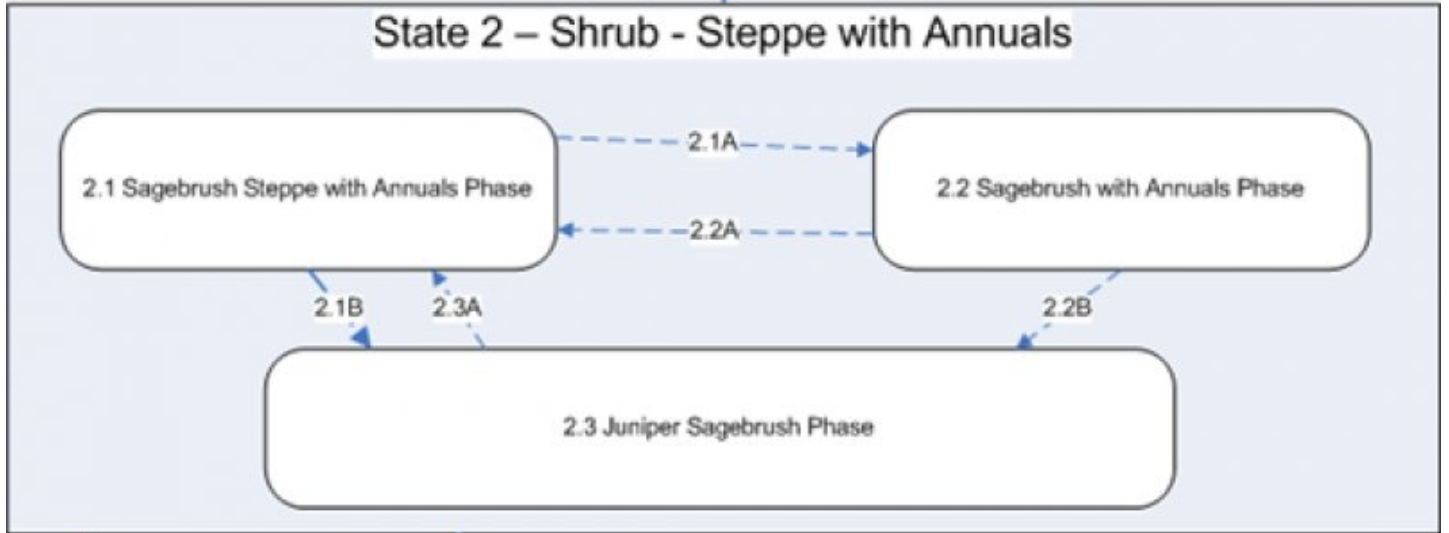 State 2 – Shrub - Steppe with Annuals
2.1A
2.1 Sagebrush Steppe with Annuals Phase
2.2 Sagebrush with Annuals Phase
2.2A
2.1B
2.3A
2.2B
2.3 Juniper Sagebrush Phase